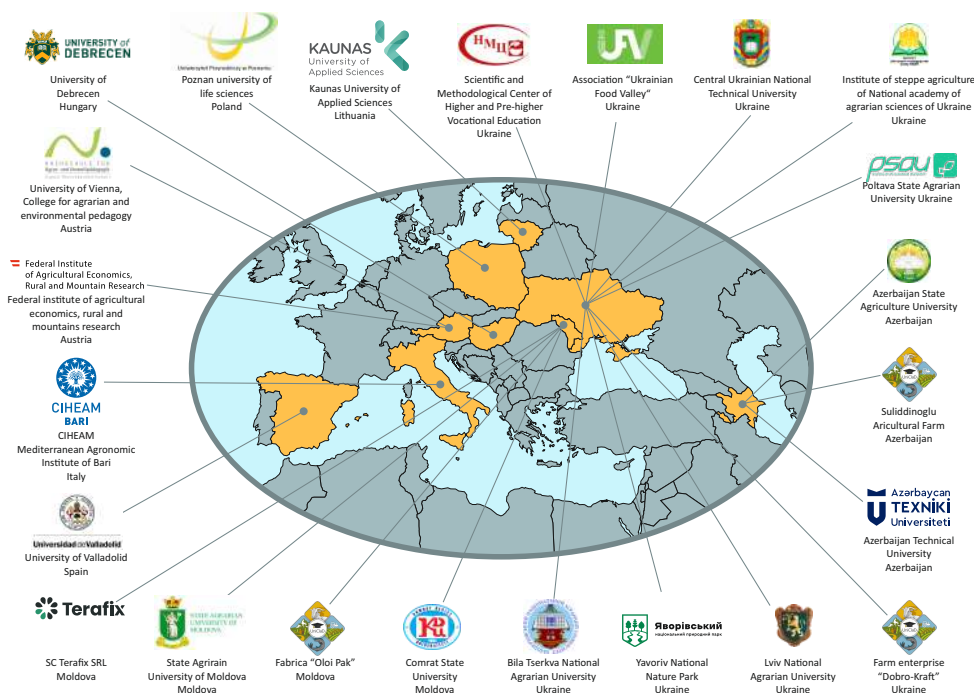 UNIVERSITY of
DEBRECEN
University of
Debrecen
Hungary
Uniwersytet Przyrodniczy w Poznaniu
Poznan university of
life sciences
Poland
KAUNAS
University of
Applied Sciences
Kaunas University of
Applied Sciences
Lithuania
НМЦ
Scientific and
Methodological Center of
Higher and Pre-higher
Vocational Education
Ukraine
UFV
Association "Ukrainian
Food Valley"
Ukraine
Central Ukrainian National
Technical University
Ukraine
Institute of steppe agriculture
of National academy of
agrarian sciences of Ukraine
Ukraine
University of Vienna,
College for agrarian and
environmental pedagogy
Austria
PSAU
Poltava State Agrarian
University Ukraine
Federal Institute
of Agricultural Economics,
Rural and Mountain Research
Federal institute of agricultural
economics, rural and
mountains research
Austria
Azerbaijan State
Agriculture University
Azerbaijan
CIHEAM
BARI
CIHEAM
Mediterranean Agronomic
Institute of Bari
Italy
Suliddinoglu
Aricultural Farm
Azerbaijan
Universidad de Valladolid
University of Valladolid
Spain
Azərbaycan
TEXNİKİ
Universiteti
Azerbaijan Technical
University
Azerbaijan
Terafix
SC Terafix SRL
Moldova
STATE AGRARIAN
UNIVERSITY OF
MOLDOVA
State Agrirain
University of Moldova
Moldova
Fabrica "Oloi Pak"
Moldova
Comrat State
University
Moldova
Bila Tserkva National
Agrarian University
Ukraine
Яворівський
національний природний парк
Yavoriv National
Nature Park
Ukraine
Lviv National
Agrarian University
Ukraine
Farm enterprise
"Dobro-Kraft"
Ukraine